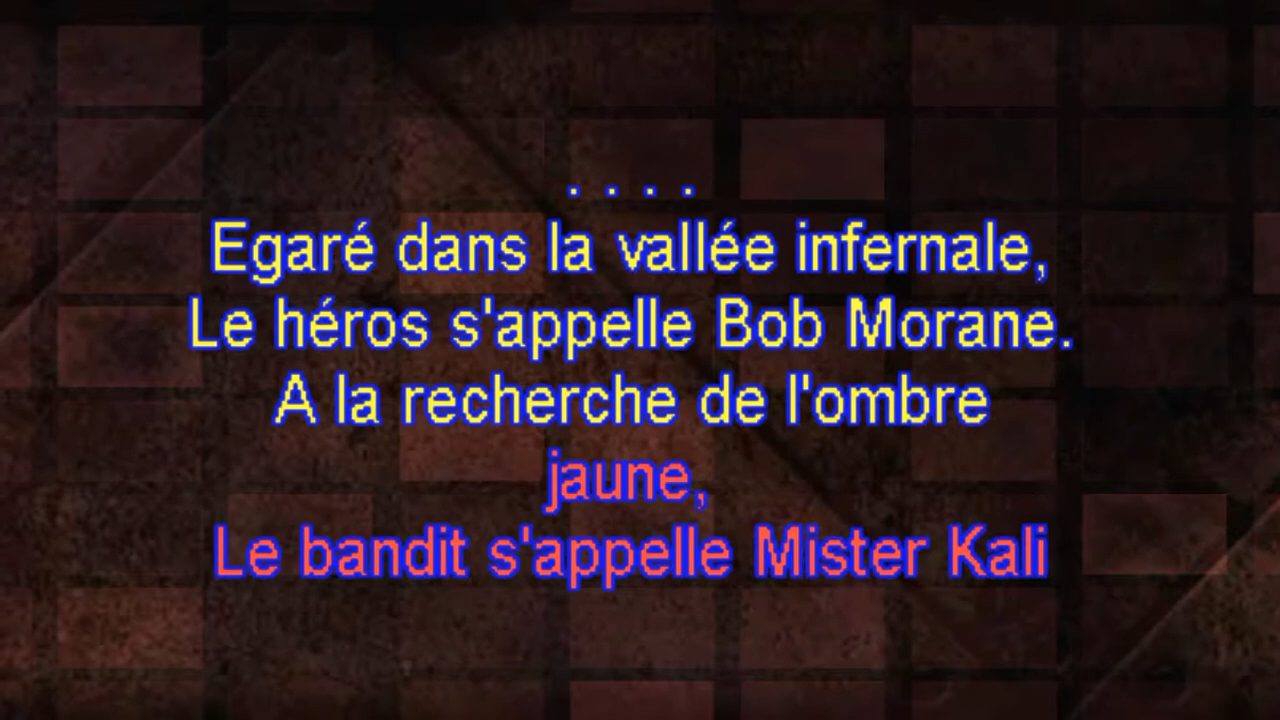 . . . .
Egaré dans la vallée infernale,
Le héros s'appelle Bob Morane.
A la recherche de l'ombre
jaune,
Le bandit s'appelle Mister Kali